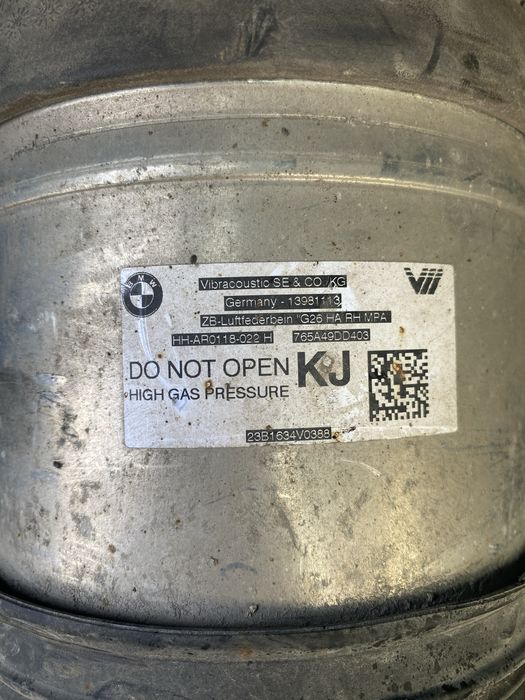 BMW
Vibracoustic SE & CO./KG
Germany - 13981113
ZB-Luftfederbein "G26 HA RH MPA
HH-AR0118-022 H 765A49DD403
DO NOT OPEN KJ
HIGH GAS PRESSURE
23B1634V0388